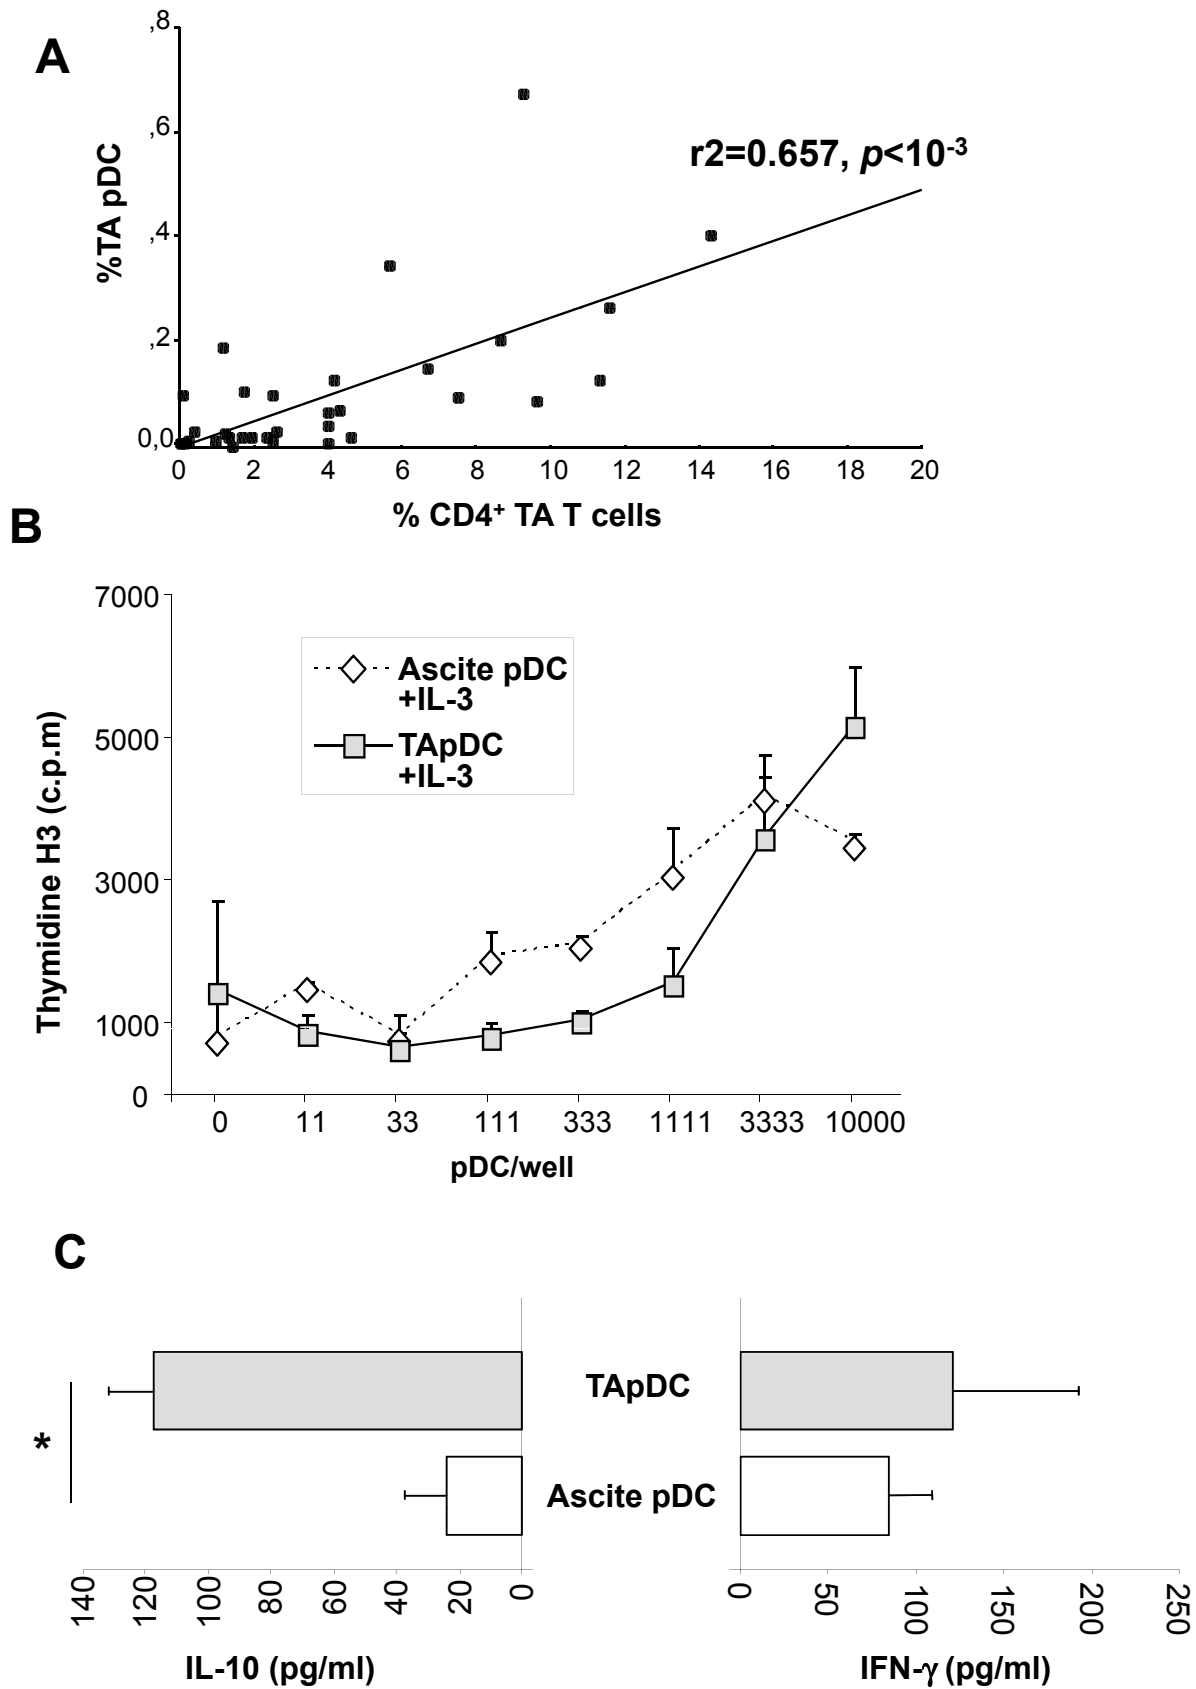 A
,8
,6
,4
,2
0,0
%TA pDC
r2=0.657, p<10-3
0 2 4 6 8 10 12 14 16 18 20
% CD4+ TA T cells
B
7000
5000
3000
1000
0
Thymidine H3 (c.p.m)
Ascite pDC
+IL-3
TApDC
+IL-3
0 11 33 111 333 1111 3333 10000
pDC/well
C
*
TApDC
Ascite pDC
140 120 100 80 60 40 20 0
0 50 100 150 200 250
IL-10 (pg/ml)
IFN-γ (pg/ml)